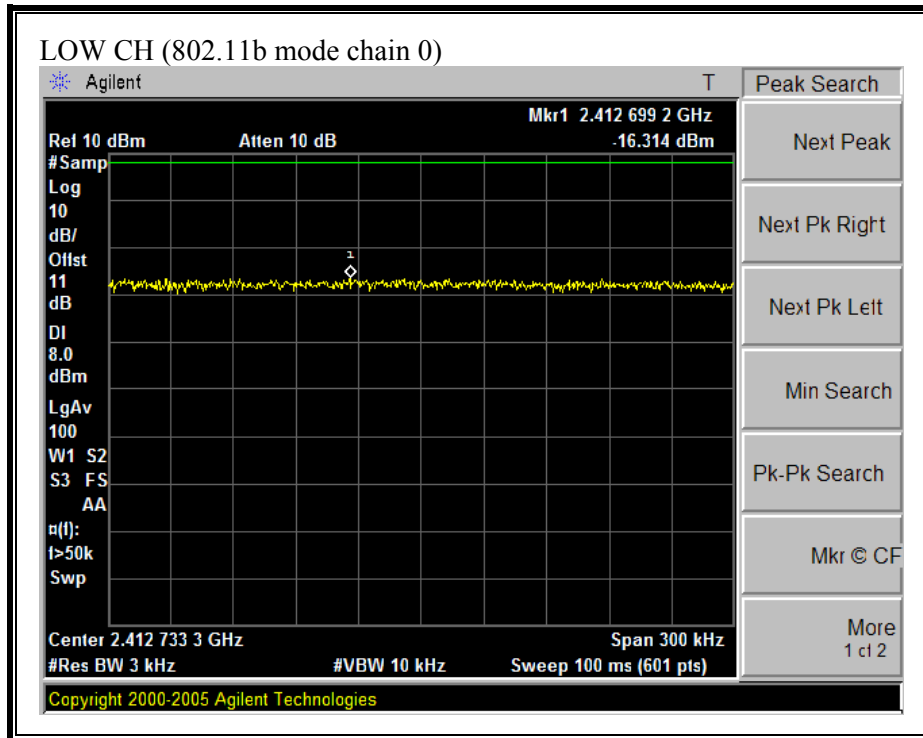 LOW CH (802.11b mode chain 0)
Agilent T
Peak Search
Mkr1 2.412 699 2 GHz
Ref 10 dBm Atten 10 dB -16.314 dBm
#Samp
Log
10
dB/
Offst
11
dB
DI
8.0
dBm
LgAv
100
W1 S2
S3 FS
AA
¤(f):
f>50k
Swp
1
Center 2.412 733 3 GHz Span 300 kHz
#Res BW 3 kHz #VBW 10 kHz Sweep 100 ms (601 pts)
Copyright 2000-2005 Agilent Technologies
Next Peak
Next Pk Right
Next Pk Left
Min Search
Pk-Pk Search
Mkr © CF
More
1 of 2